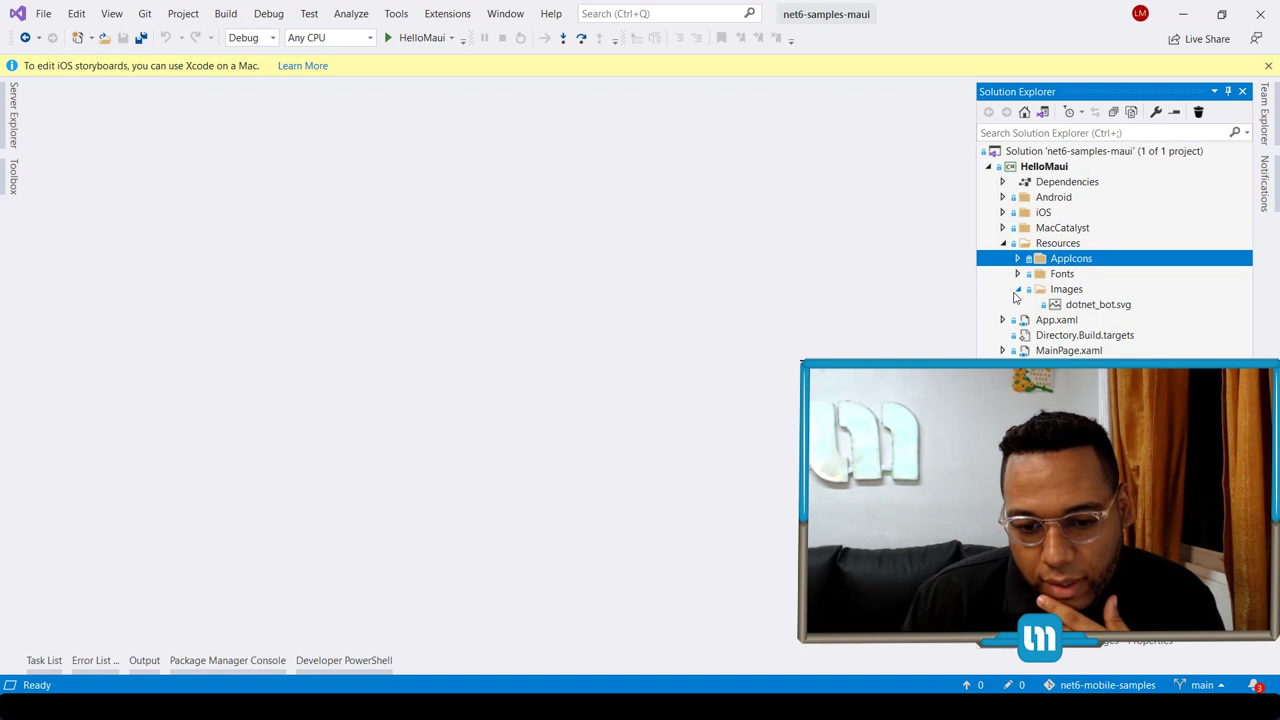 File Edit View Git Project Build Debug Test Analyze Tools Extensions Window Help Search (Ctrl+Q) net6-samples-maui LM
Debug Any CPU HelloMaui Live Share
To edit iOS storyboards, you can use Xcode on a Mac. Learn More
Server Explorer
Toolbox
Solution Explorer
Search Solution Explorer (Ctrl+;)
Solution 'net6-samples-maui' (1 of 1 project)
HelloMaui
Dependencies
Android
iOS
MacCatalyst
Resources
AppIcons
Fonts
Images
dotnet_bot.svg
App.xaml
Directory.Build.targets
MainPage.xaml
Team Explorer
Notifications
Task List Error List ... Output Package Manager Console Developer PowerShell
Ready 0 0 net6-mobile-samples main 3